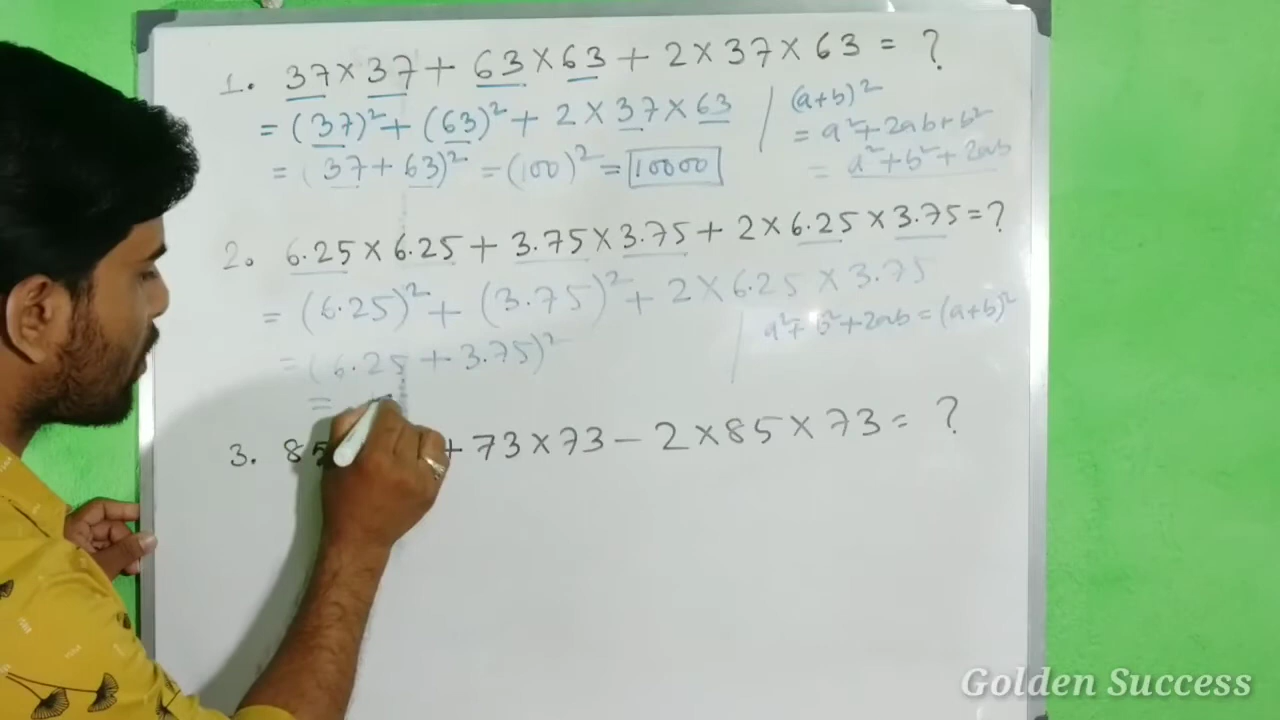 1. 37×37+ 63×63+2×37×63 = ?
= (37)²+(63)²+ 2×37×63
= (37+63)² =(100)² = 10000
(a+b)²
= a²+2ab+b²
= a²+b²+2ab
2. 6.25×6.25 + 3.75×3.75+2×6.25×3.75=?
= (6.25)²+(3.75)²+2×6.25×3.75
= (6.25+3.75)²
=
a²+b²+2ab=(a+b)²
3. 85 +73×73-2×85×73= ?
Golden Success